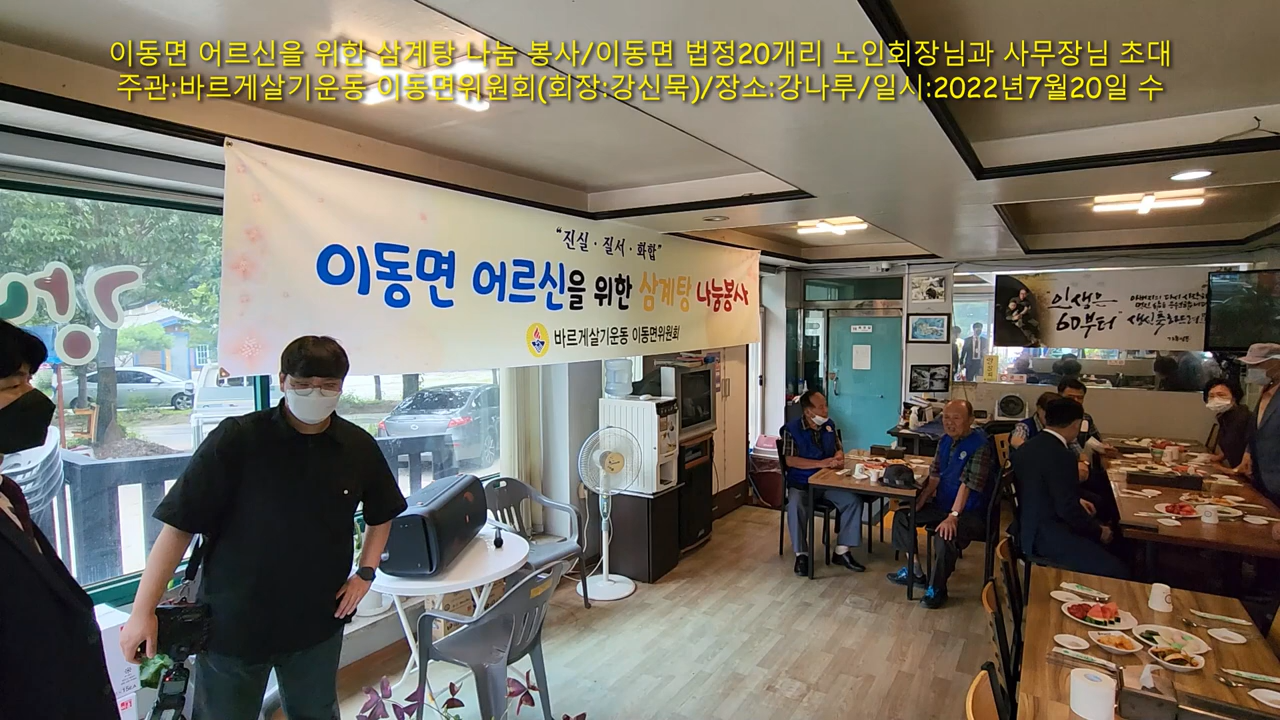 이동면 어르신을 위한 삼계탕 나눔 봉사/이동면 법정20개리 노인회장님과 사무장님 초대
주관:바르게살기운동 이동면위원회(회장:강신묵)/장소:강나루/일시:2022년7월20일 수
“진실·질서·화합”
이동면 어르신을 위한 삼계탕 나눔봉사
바르게살기운동 이동면위원회
"인생은
60부터"